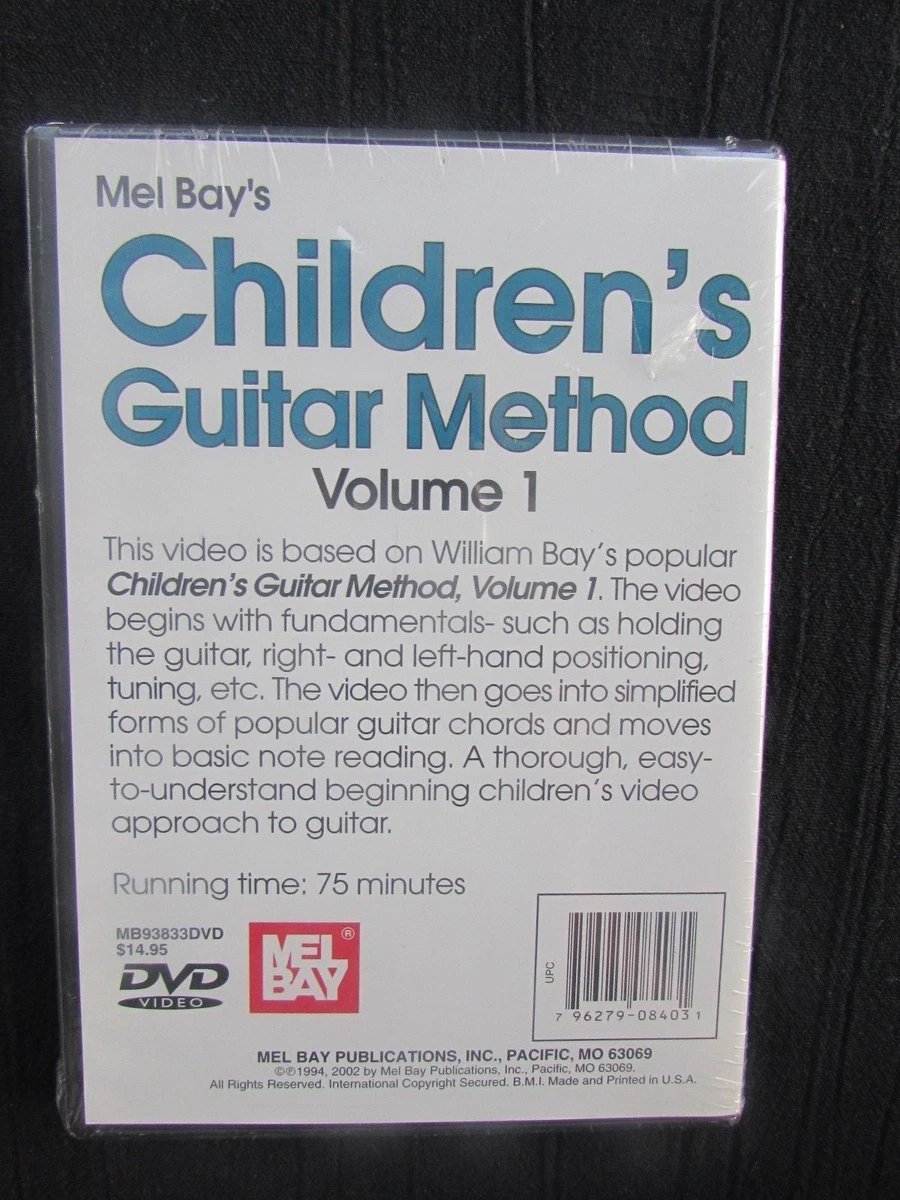 Mel Bay's
Children's
Guitar Method
Volume 1
This video is based on William Bay's popular
Children's Guitar Method, Volume 1. The video
begins with fundamentals- such as holding
the guitar, right- and left-hand positioning,
tuning, etc. The video then goes into simplified
forms of popular guitar chords and moves
into basic note reading. A thorough, easy-
to-understand beginning children's video
approach to guitar.
Running time: 75 minutes
MB93833DVD
$14.95
DVD
VIDEO
MEL
BAY
®
UPC
7 96279-08403 1
MEL BAY PUBLICATIONS, INC., PACIFIC, MO 63069
©℗1994, 2002 by Mel Bay Publications, Inc., Pacific, MO 63069.
All Rights Reserved. International Copyright Secured. B.M.I. Made and Printed in U.S.A.